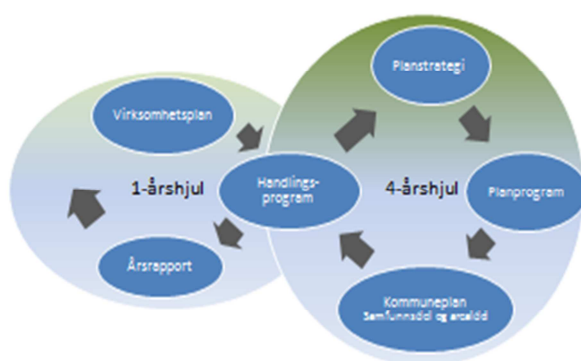 Planstrategi
Virksomhetsplan
1-årshjul
Handlings-
program
4-årshjul
Planprogram
Årsrapport
Kommuneplan
Samfunnsdel og arealdel